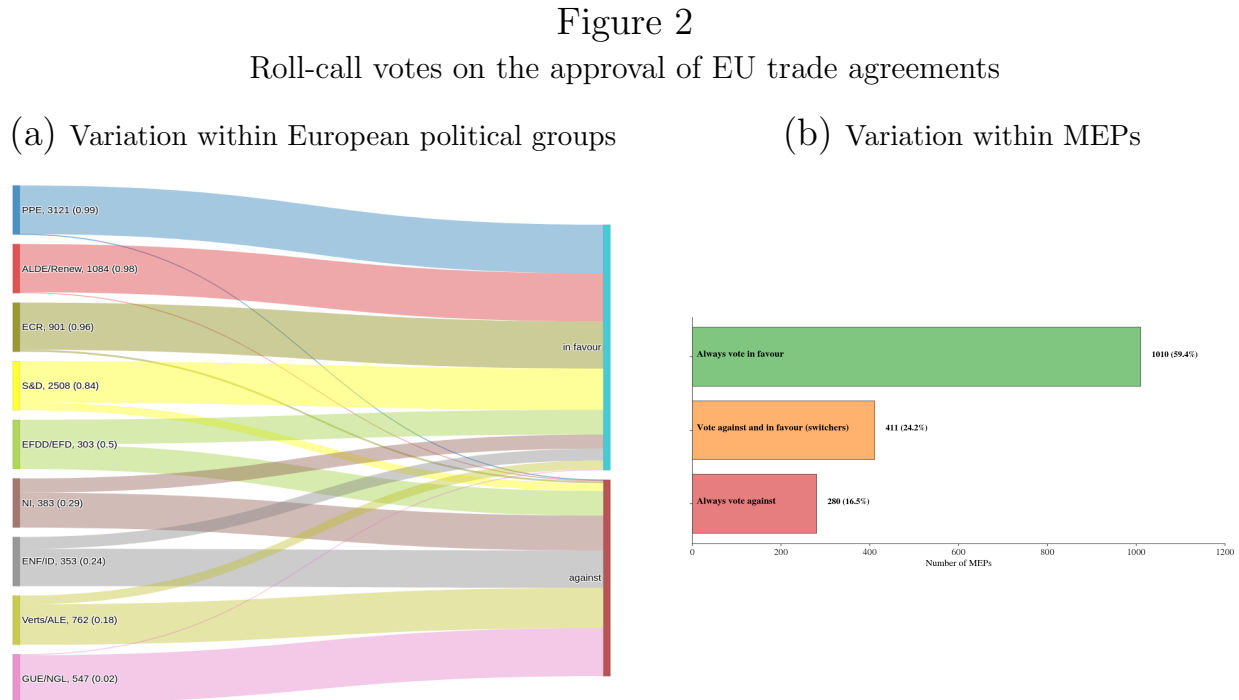 Figure 2
Roll-call votes on the approval of EU trade agreements
(a) Variation within European political groups
PPE, 3121 (0.99)
ALDE/Renew, 1084 (0.98)
ECR, 901 (0.96)
S&D, 2508 (0.84)
EFDD/EFD, 303 (0.5)
NI, 383 (0.29)
ENF/ID, 353 (0.24)
Verts/ALE, 762 (0.18)
GUE/NGL, 547 (0.02)
in favour
against
(b) Variation within MEPs
Always vote in favour
1010 (59.4%)
Vote against and in favour (switchers)
411 (24.2%)
Always vote against
280 (16.5%)
0 200 400 600 800 1000 1200
Number of MEPs